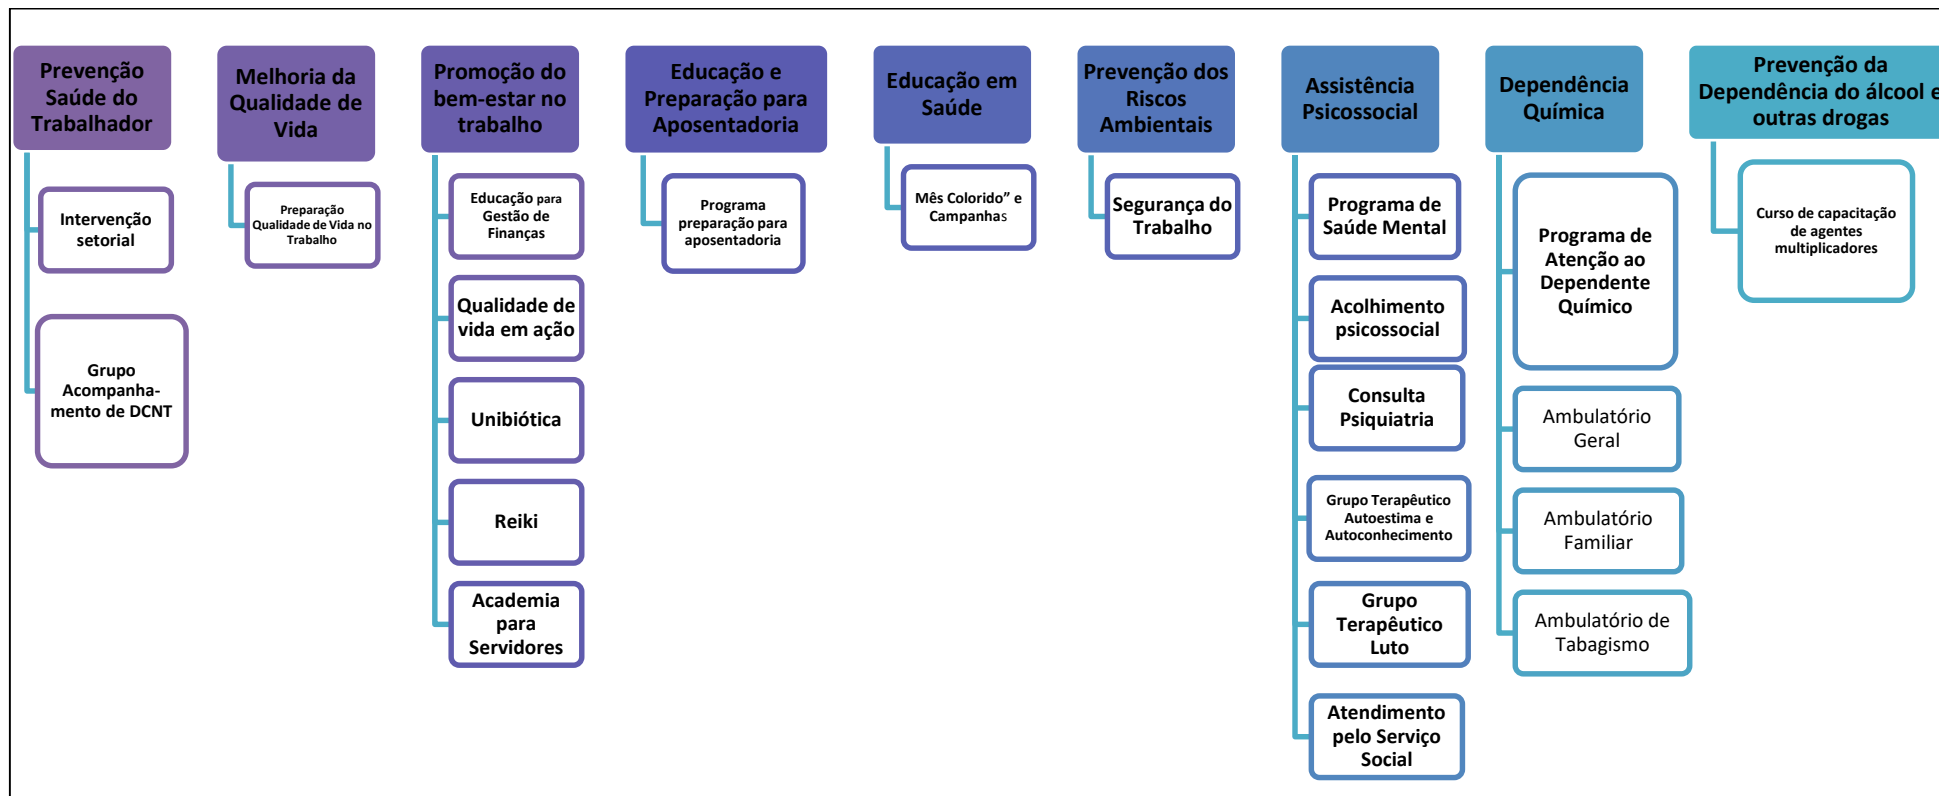 Prevenção
Saúde do
Trabalhador
Intervenção
setorial
Grupo
Acompanha-
mento de DCNT
Melhoria da
Qualidade de
Vida
Preparação
Qualidade de Vida no
Trabalho
Promoção do
bem-estar no
trabalho
Educação para
Gestão de
Finanças
Qualidade de
vida em ação
Unibiótica
Reiki
Academia
para
Servidores
Educação e
Preparação para
Aposentadoria
Programa
preparação para
aposentadoria
Educação em
Saúde
Mês Colorido” e
Campanhas
Prevenção dos
Riscos
Ambientais
Segurança do
Trabalho
Assistência
Psicossocial
Programa de
Saúde Mental
Acolhimento
psicossocial
Consulta
Psiquiatria
Grupo Terapêutico
Autoestima e
Autoconhecimento
Grupo
Terapêutico
Luto
Atendimento
pelo Serviço
Social
Dependência
Química
Programa de
Atenção ao
Dependente
Químico
Ambulatório
Geral
Ambulatório
Familiar
Ambulatório de
Tabagismo
Prevenção da
Dependência do álcool e
outras drogas
Curso de capacitação
de agentes
multiplicadores